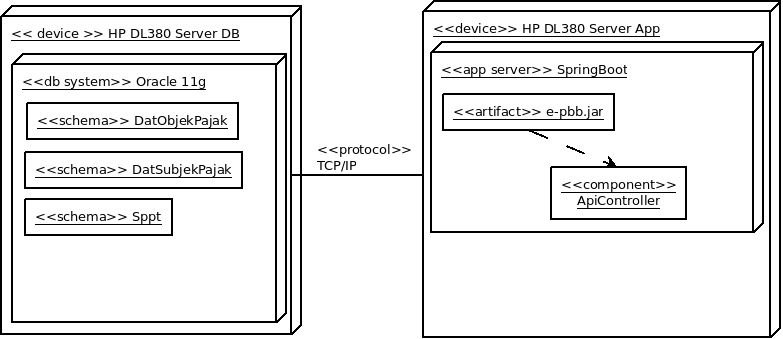 << device >> HP DL380 Server DB
<<db system>> Oracle 11g
<<schema>> DatObjekPajak
<<schema>> DatSubjekPajak
<<schema>> Sppt
<<protocol>>
TCP/IP
<<device>> HP DL380 Server App
<<app server>> SpringBoot
<<artifact>> e-pbb.jar
<<component>>
ApiController